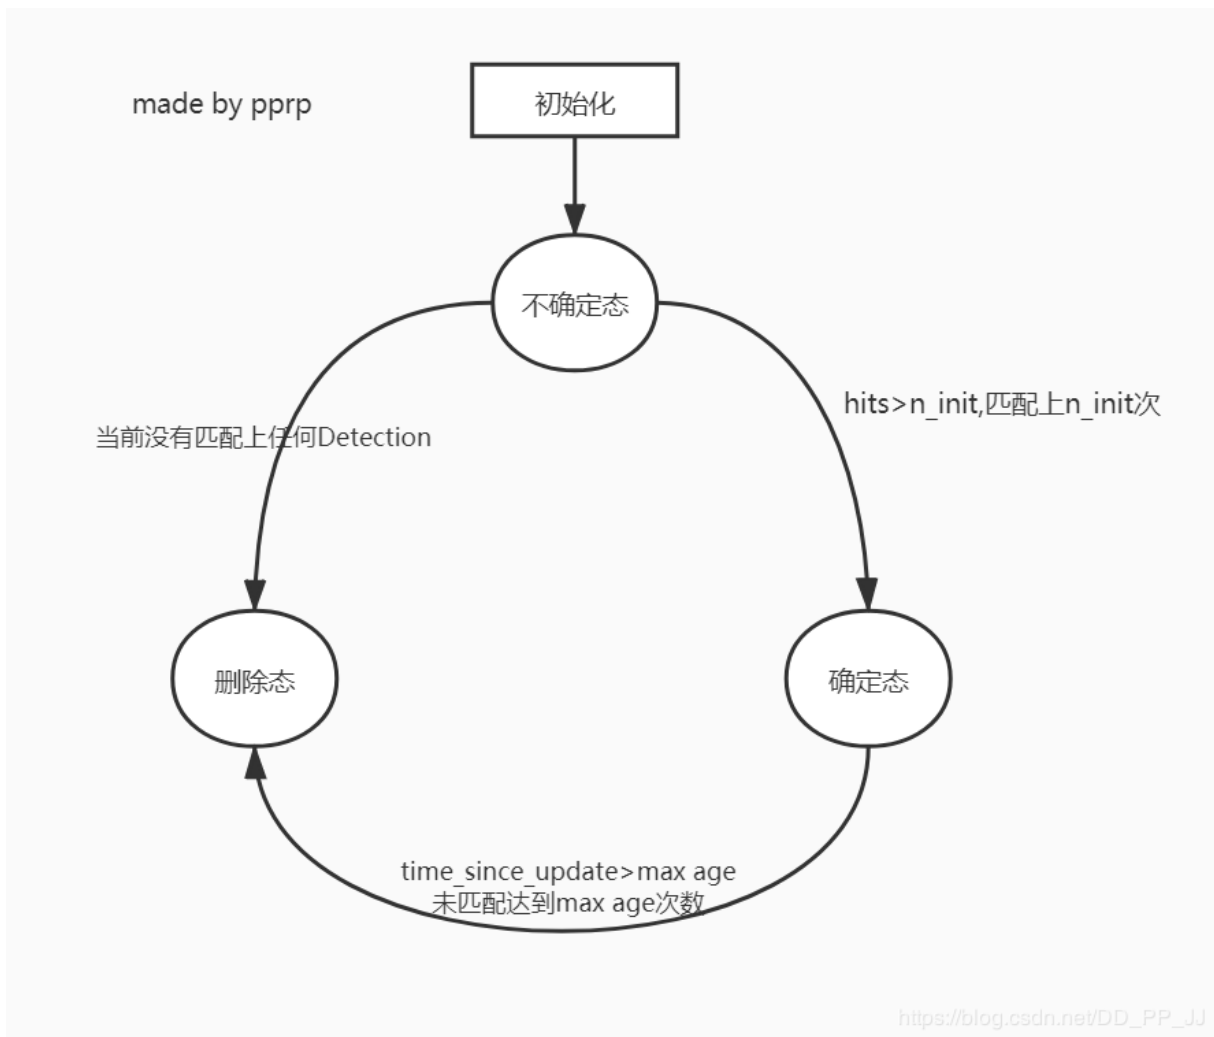 made by pprp
初始化
不确定态
hits>n_init,匹配上n_init次
当前没有匹配上任何Detection
删除态
确定态
time_since_update>max age
未匹配达到max age次数
https://blog.csdn.net/DD_PP_JJ